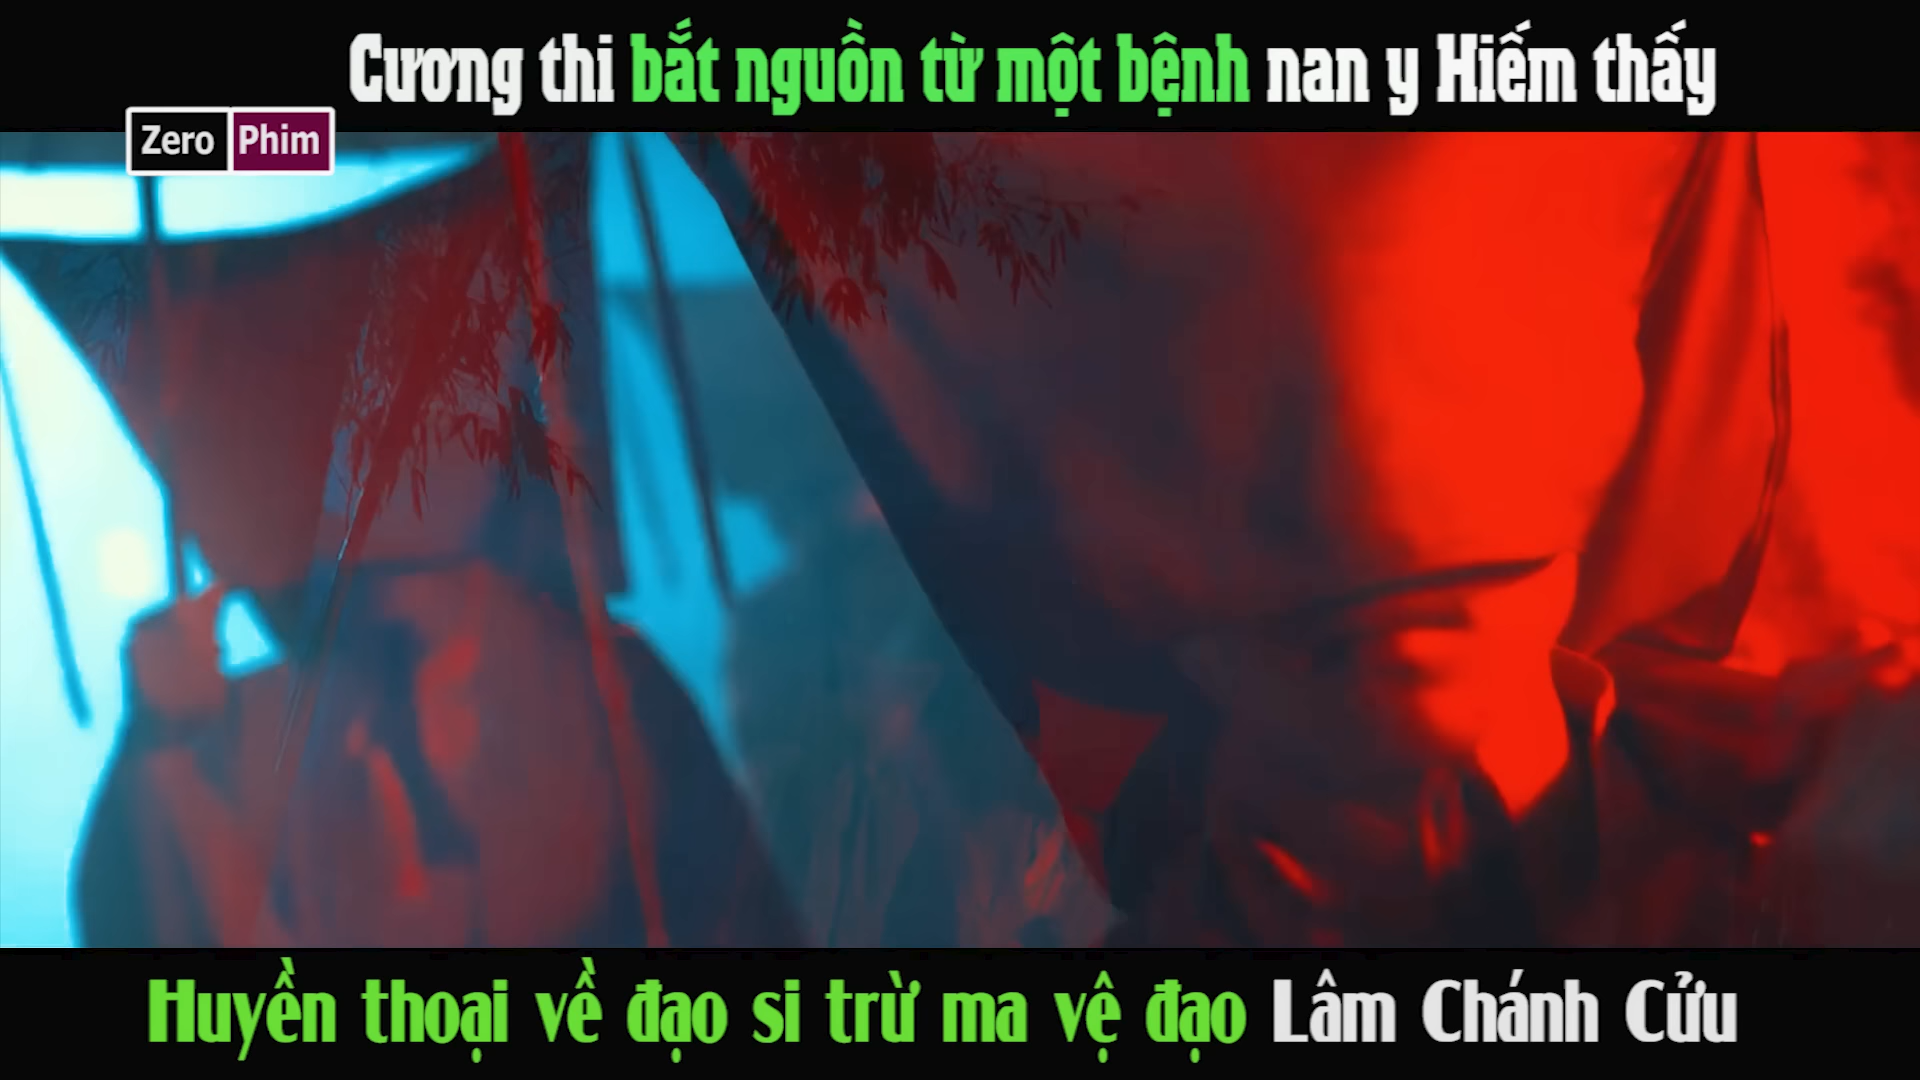 Cương thi bắt nguồn từ một bệnh nan y Hiếm thấy
Zero Phim
Huyền thoại về đạo si trừ ma vệ đạo Lâm Chánh Cửu